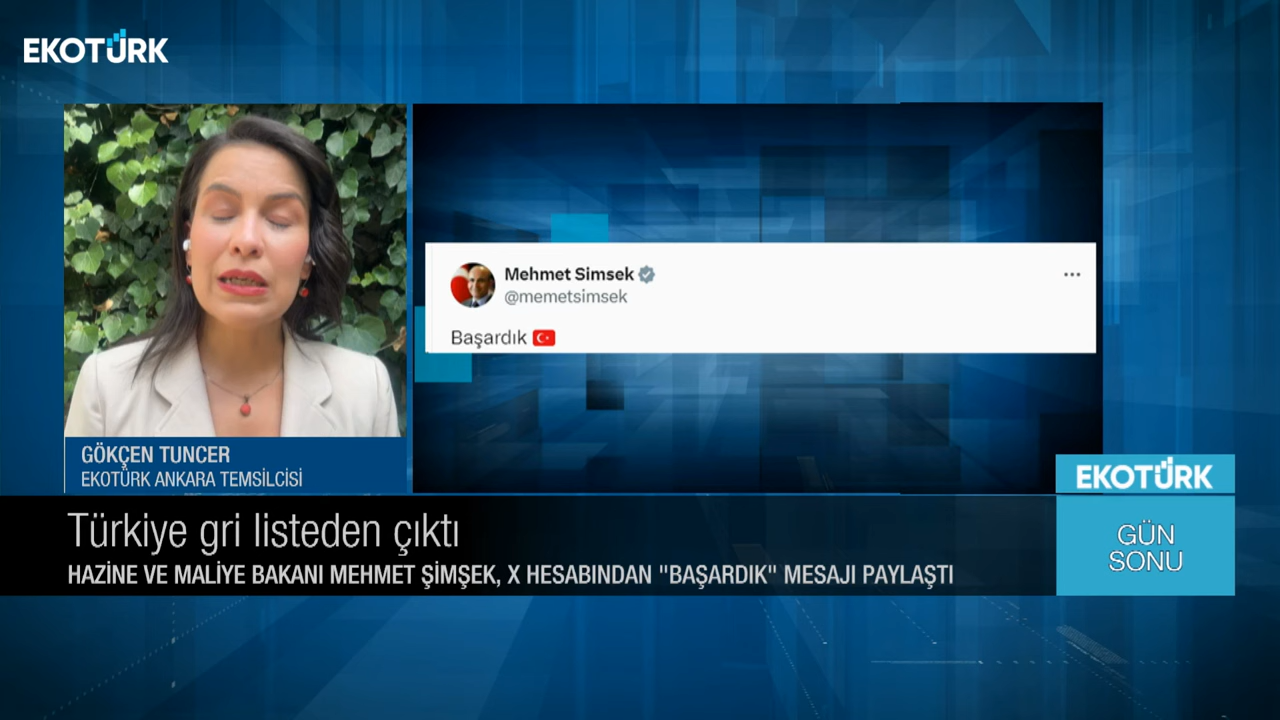 EKOTÜRK
Mehmet Simsek
@memetsimsek
Başardık
GÖKÇEN TUNCER
EKOTÜRK ANKARA TEMSİLCİSİ
EKOTÜRK
Türkiye gri listeden çıktı
HAZİNE VE MALİYE BAKANI MEHMET ŞİMŞEK, X HESABINDAN "BAŞARDIK" MESAJI PAYLAŞTI
GÜN
SONU